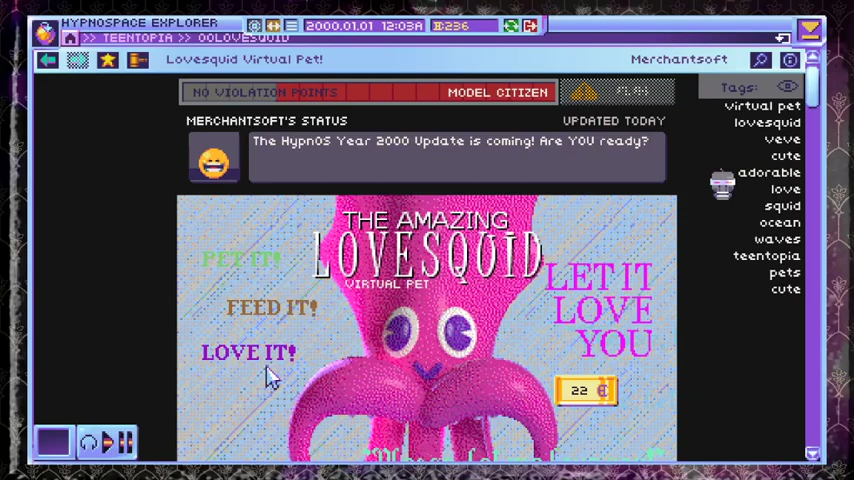 HYPNOSPACE EXPLORER
2000.01.01 12:03A
236
>> TEENTOPIA >> 00LOVESQUID
Lovesquid Virtual Pet!
Merchantsoft
NO VIOLATION POINTS
MODEL CITIZEN
MERCHANTSOFT'S STATUS
UPDATED TODAY
The HypnOS Year 2000 Update is coming! Are YOU ready?
Tags:
virtual pet
lovesquid
veve
cute
adorable
love
squid
ocean
waves
teentopia
pets
cute
THE AMAZING
LOVESQUID
VIRTUAL PET
PET IT!
FEED IT!
LOVE IT!
LET IT
LOVE
YOU
22